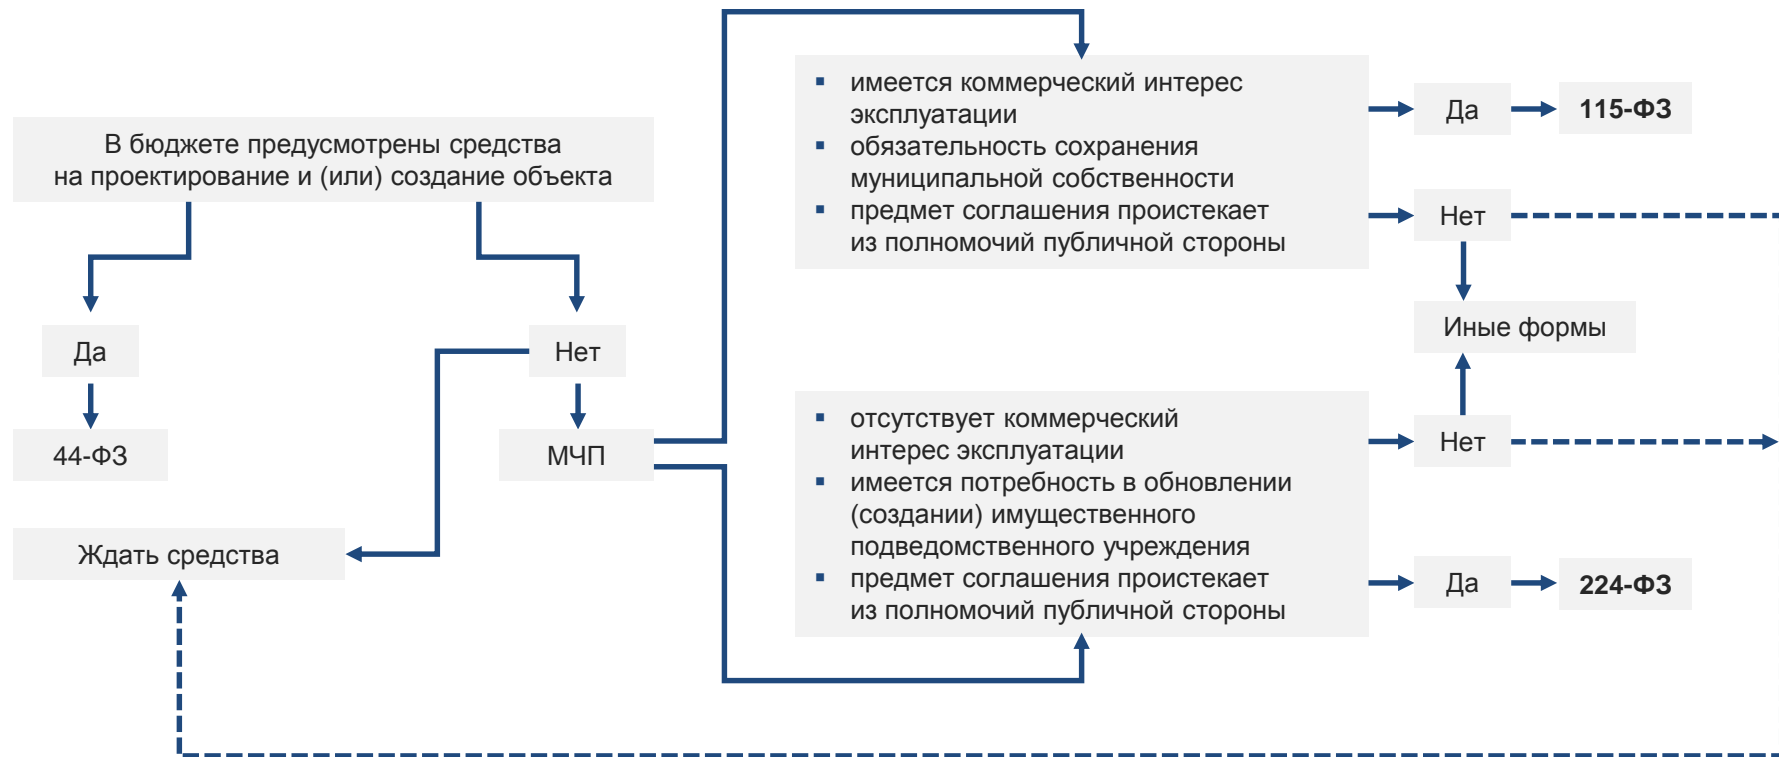 В бюджете предусмотрены средства
на проектирование и (или) создание объекта
Да
Нет
44-ФЗ
МЧП
Ждать средства
▪ имеется коммерческий интерес
эксплуатации
▪ обязательность сохранения
муниципальной собственности
▪ предмет соглашения проистекает
из полномочий публичной стороны
Да
115-ФЗ
Нет
Иные формы
▪ отсутствует коммерческий
интерес эксплуатации
▪ имеется потребность в обновлении
(создании) имущественного
подведомственного учреждения
▪ предмет соглашения проистекает
из полномочий публичной стороны
Нет
Да
224-ФЗ